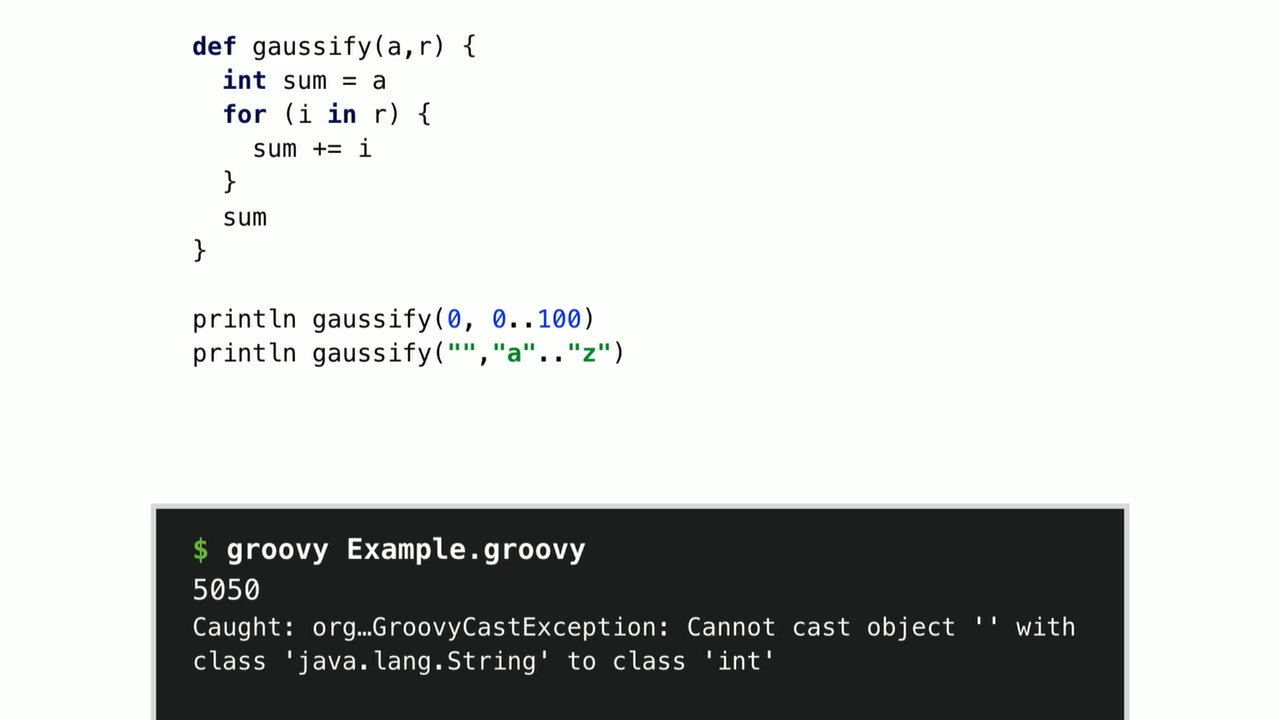 def gaussify(a,r) {
  int sum = a
  for (i in r) {
    sum += i
  }
  sum
}
println gaussify(0, 0..100)
println gaussify("","a".."z")
$ groovy Example.groovy
5050
Caught: org…GroovyCastException: Cannot cast object '' with
class 'java.lang.String' to class 'int'